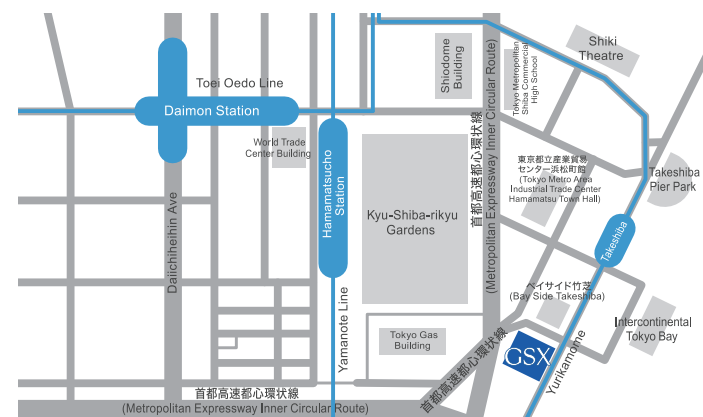 Shiki
Theatre
Shiodome
Building
Tokyo Metropolitan
Shiba Commercial
High School
Toei Oedo Line
Daimon Station
World Trade
Center Building
Hamamatsucho
Station
Kyu-Shiba-rikyu
Gardens
首都高速都心環状線
(Metropolitan Expressway Inner Circular Route)
東京都立産業貿易
センター浜松町館
(Tokyo Metro Area
Industrial Trade Center
Hamamatsu Town Hall)
Takeshiba
Pier Park
Takeshiba
Daiichiheihin Ave
ベイサイド竹芝
(Bay Side Takeshiba)
Intercontinental
Tokyo Bay
Yamanote Line
Tokyo Gas
Building
GSX
Yurikamome
首都高速都心環状線
首都高速都心環状線
(Metropolitan Expressway Inner Circular Route)